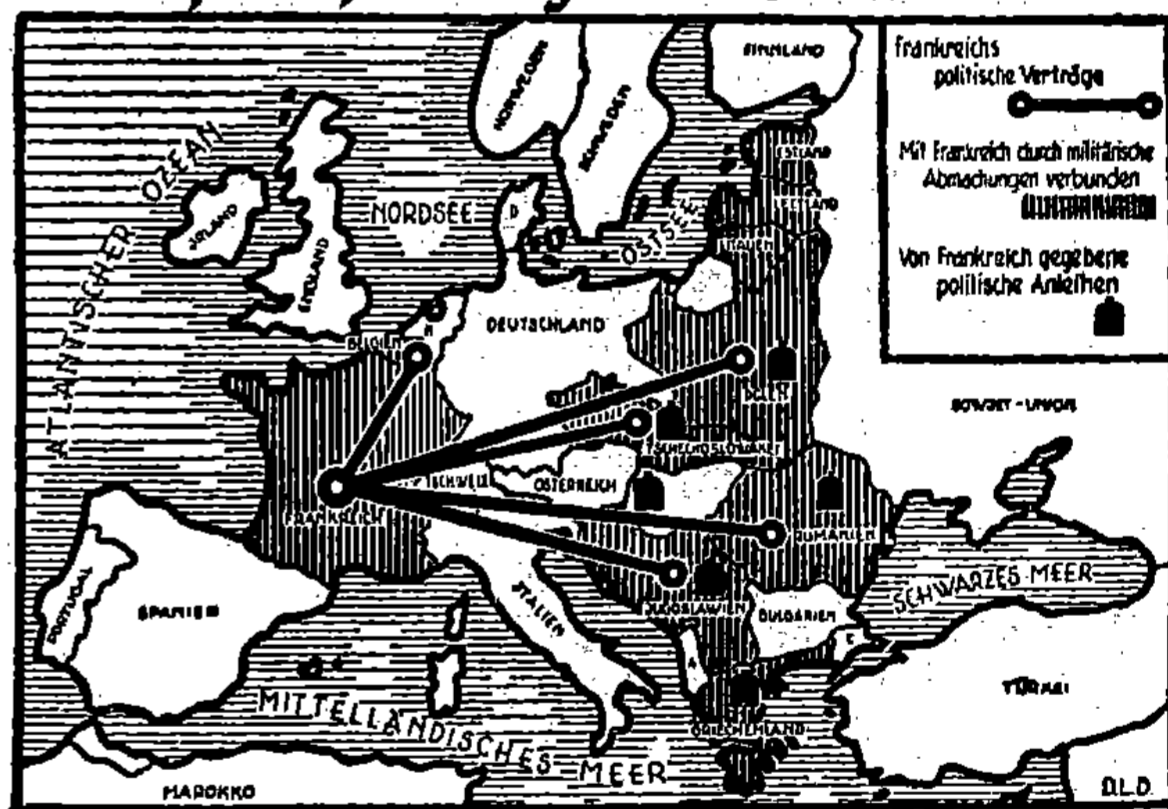 Frankreichs
politische Verträge
Mit Frankreich durch militärische
Abmachungen verbunden
Von Frankreich gegebene
politische Anleihen
FINNLAND
NORWEGEN
SCHWEDEN
ESTLAND
LETTLAND
LITAUEN
ATLANTISCHER OZEAN
IRLAND
ENGLAND
NORDSEE
D
OSTSEE
H
BELGIEN
DEUTSCHLAND
POLEN
SOWJET-UNION
TSCHECHOSLOWAKEI
SCHWEIZ
ÖSTERREICH
FRANKREICH
RUMÄNIEN
SCHWARZES MEER
PORTUGAL
SPANIEN
ITALIEN
JUGOSLAWIEN
BULGARIEN
A
TÜRKEI
GRIECHENLAND
MITTELLÄNDISCHES MEER
MAROKKO
D.L.D.